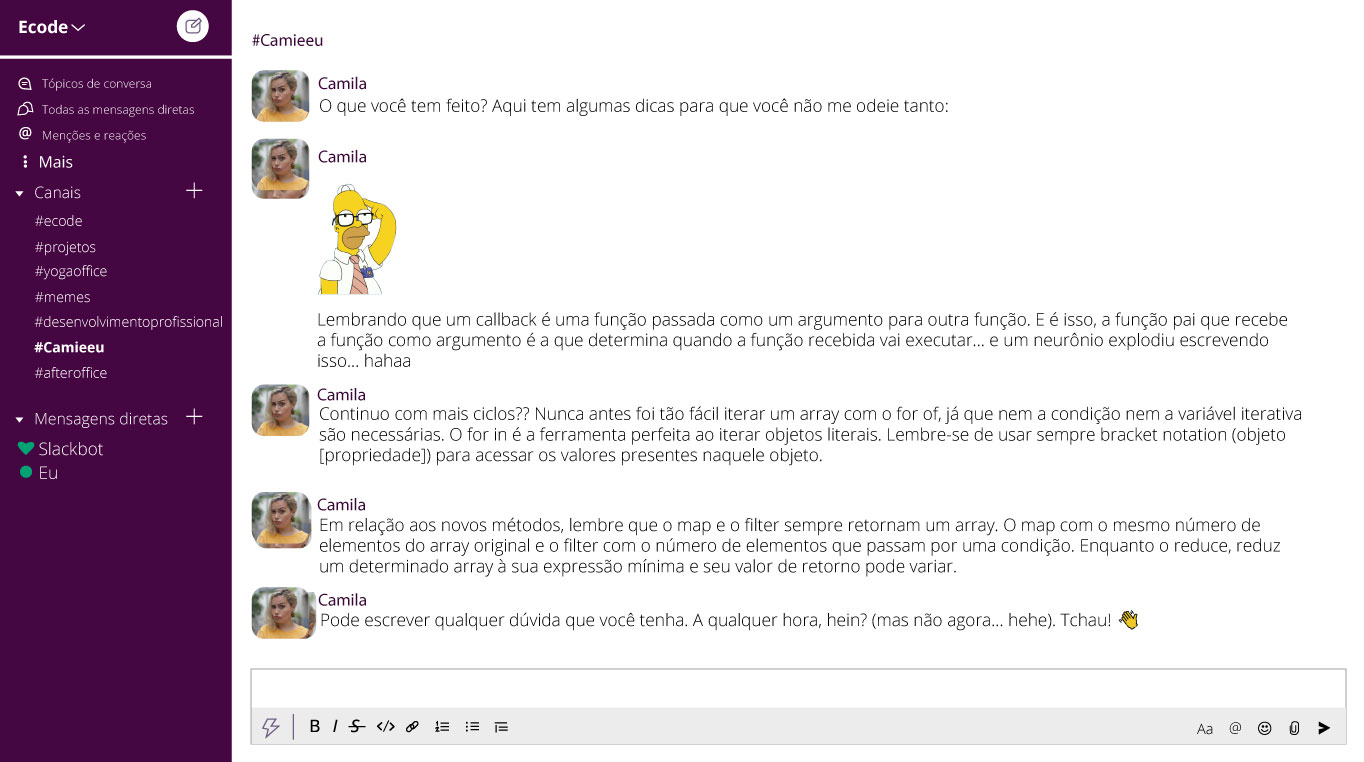 Ecode
Tópicos de conversa
Todas as mensagens diretas
@ Menções e reações
Mais
Canais
#ecode
#projetos
#yogaoffice
#memes
#desenvolvimentoprofissional
#Camieeu
#afteroffice
Mensagens diretas
Slackbot
Eu
#Camieeu
Camila
O que você tem feito? Aqui tem algumas dicas para que você não me odeie tanto:
Camila
Lembrando que um callback é uma função passada como um argumento para outra função. E é isso, a função pai que recebe
a função como argumento é a que determina quando a função recebida vai executar... e um neurônio explodiu escrevendo
isso... hahaa
Camila
Continuo com mais ciclos?? Nunca antes foi tão fácil iterar um array com o for of, já que nem a condição nem a variável iterativa
são necessárias. O for in é a ferramenta perfeita ao iterar objetos literais. Lembre-se de usar sempre bracket notation (objeto
[propriedade]) para acessar os valores presentes naquele objeto.
Camila
Em relação aos novos métodos, lembre que o map e o filter sempre retornam um array. O map com o mesmo número de
elementos do array original e o filter com o número de elementos que passam por uma condição. Enquanto o reduce, reduz
um determinado array à sua expressão mínima e seu valor de retorno pode variar.
Camila
Pode escrever qualquer dúvida que você tenha. A qualquer hora, hein? (mas não agora... hehe). Tchau! 👋
B I S </> Aa @